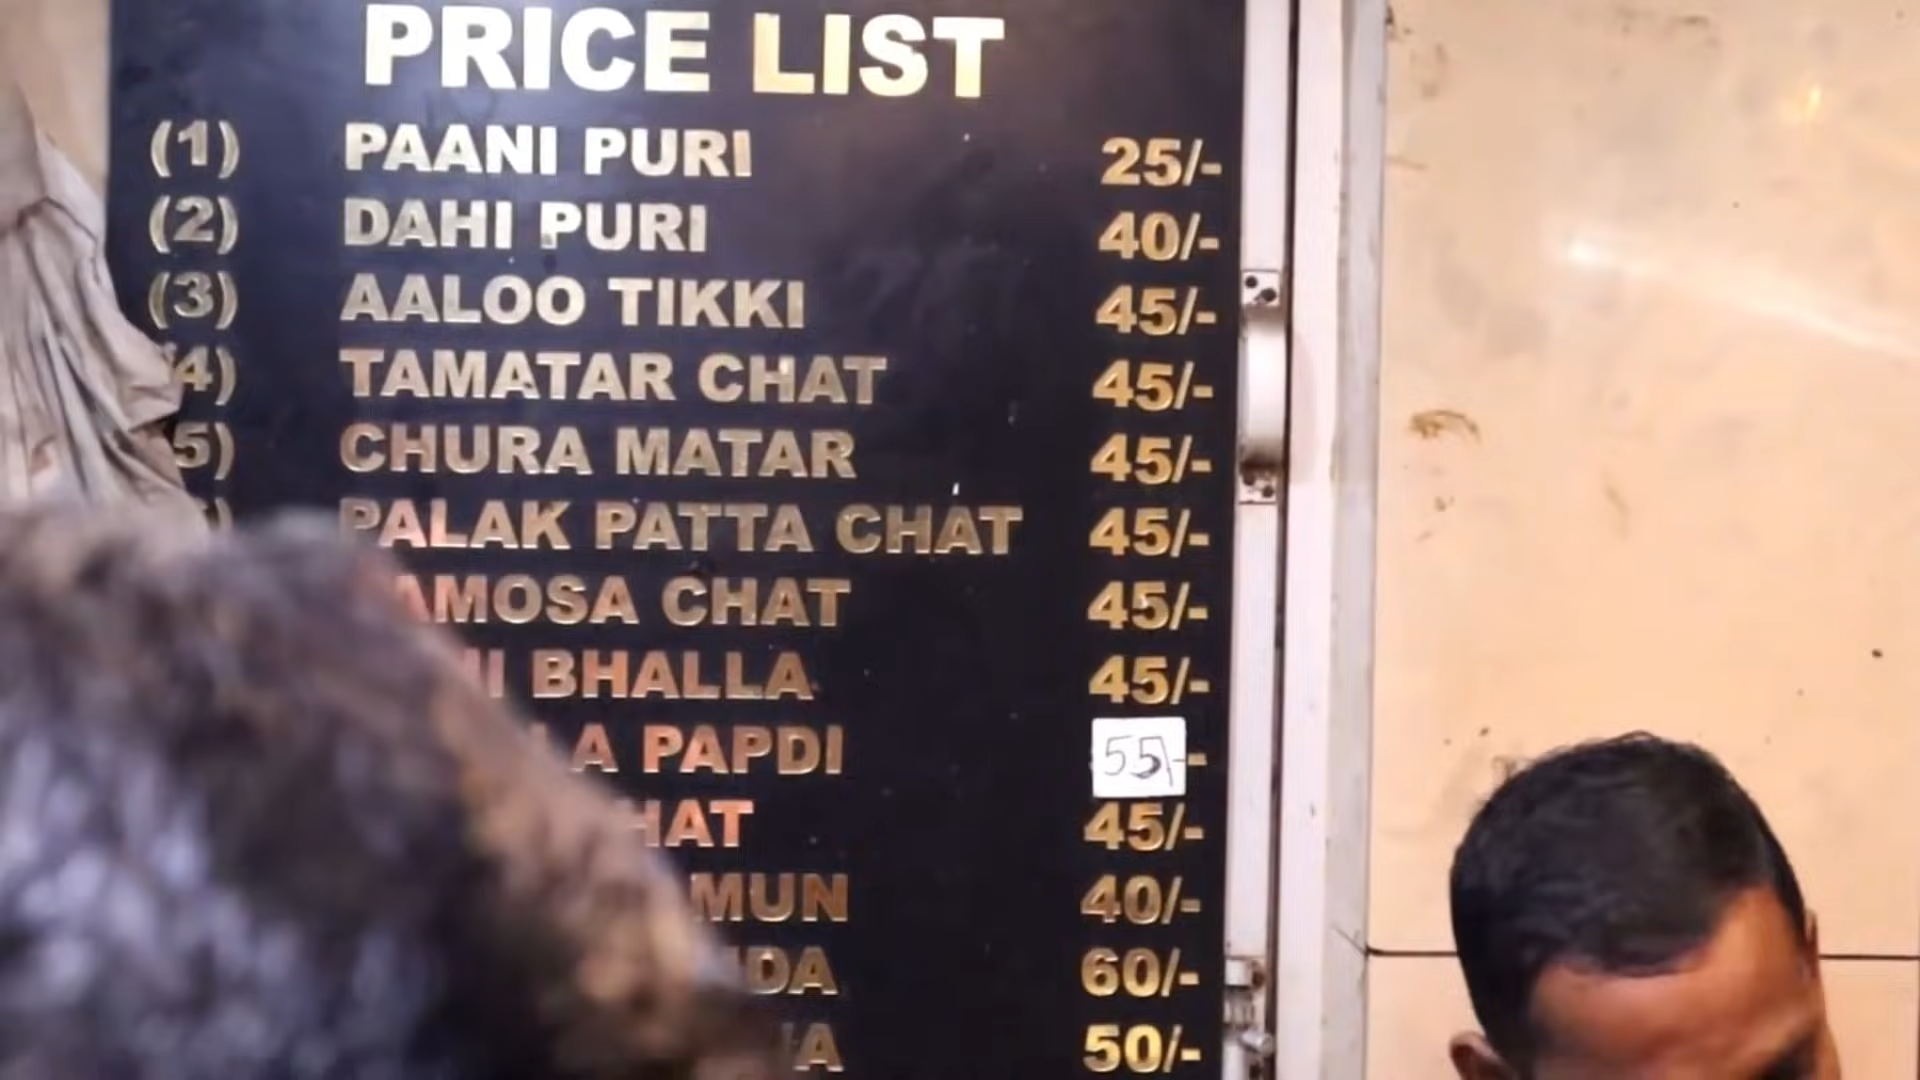 PRICE LIST
(1) PAANI PURI 25/-
(2) DAHI PURI 40/-
(3) AALOO TIKKI 45/-
(4) TAMATAR CHAT 45/-
5) CHURA MATAR 45/-
PALAK PATTA CHAT 45/-
AMOSA CHAT 45/-
BHALLA 45/-
PAPDI 55/-
HAT 45/-
MUN 40/-
60/-
50/-